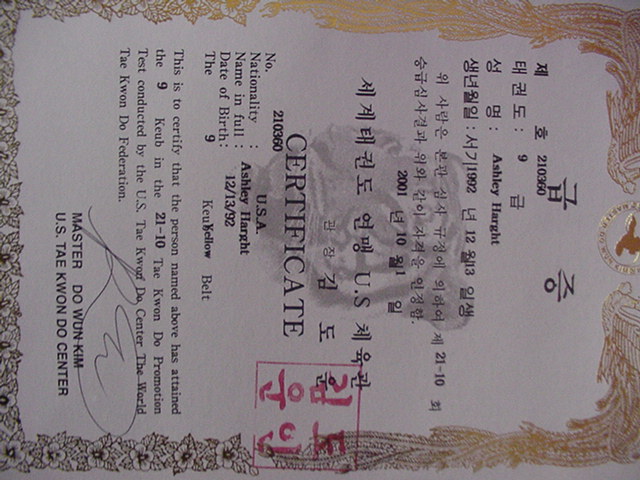 급 증
제 호 210360
태권도 : 9 급
성 명 : Ashley Harght
생년월일 : 서기 1992 년 12 월 13 일생
위 사람은 본관 심사 규정에 의하여 제 21-10 회
승급심사결과 위와 같이 자격을 인정함.
2001 년 10 월 1 일
세계태권도 연맹 U.S 체육관
관장 김 도 운
김도운인
CERTIFICATE
No. 210360
Nationality : U.S.A.
Name in full : Ashley Harght
Date of Birth : 12/13/92
The 9 Keu Yellow Belt
This is to certify that the person named above has attained
the 9 Keub in the 21-10 Tae Kwon Do Promotion
Test conducted by the U.S. Tae Kwon Do Center The World
Tae Kwon Do Federation.
MASTER DO WUN-KIM
U.S. TAE KWON DO CENTER